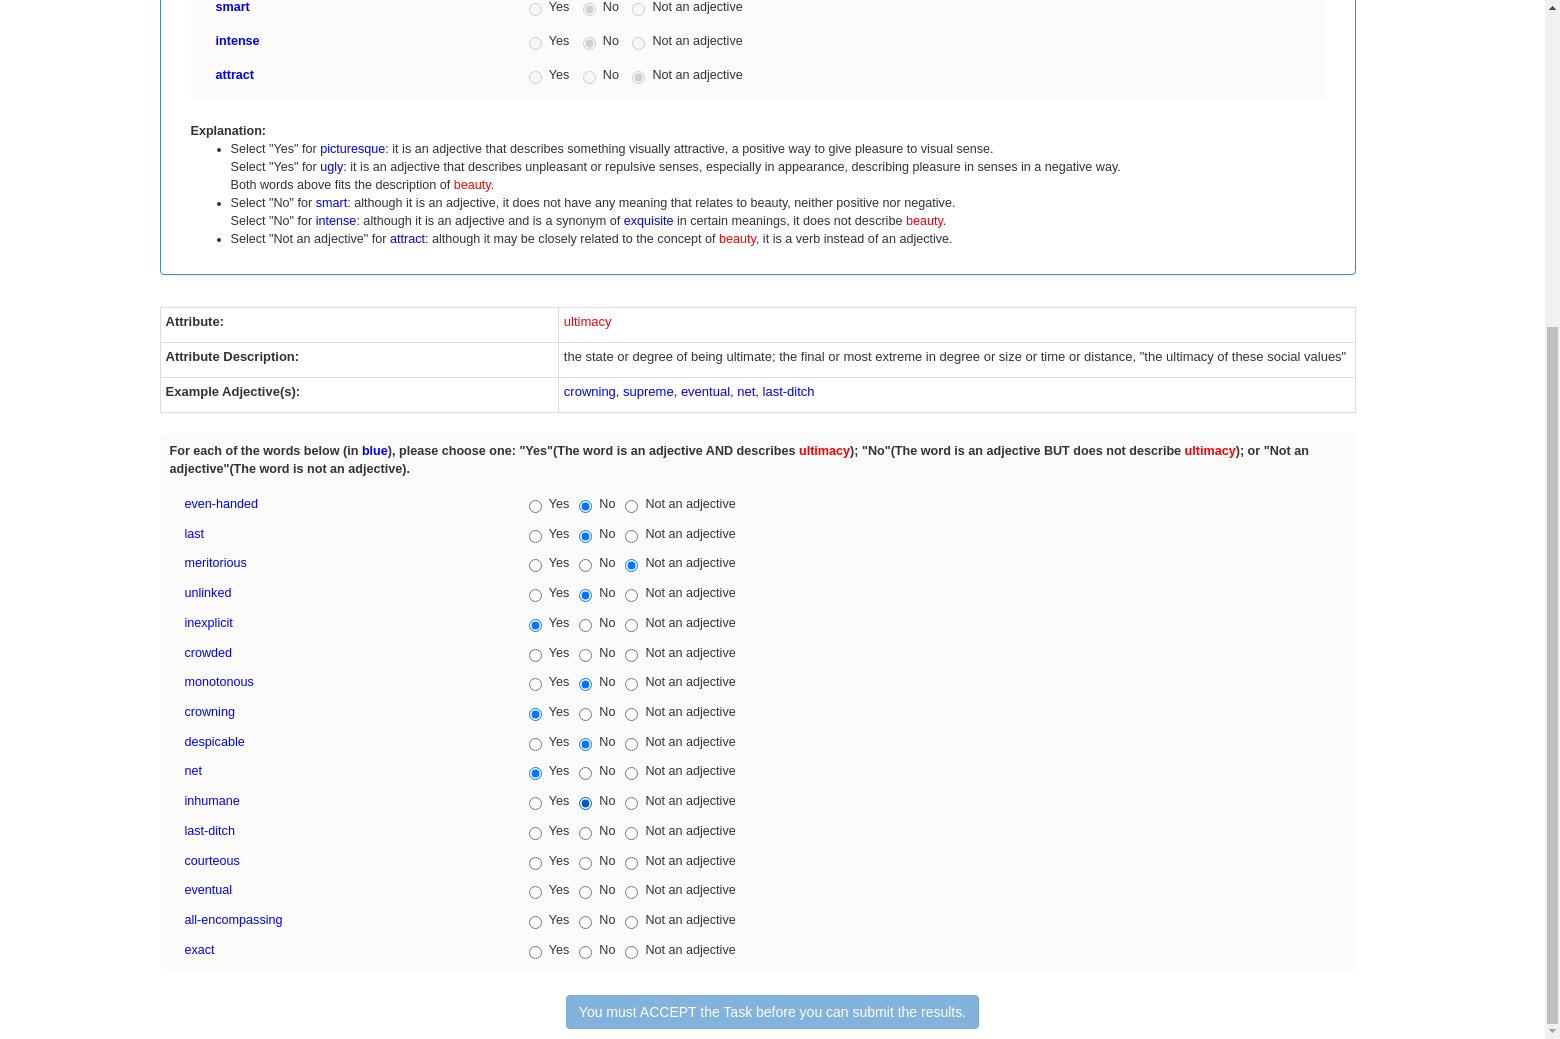 smart Yes No Not an adjective
intense Yes No Not an adjective
attract Yes No Not an adjective
Explanation:
Select "Yes" for picturesque: it is an adjective that describes something visually attractive, a positive way to give pleasure to visual sense.
Select "Yes" for ugly: it is an adjective that describes unpleasant or repulsive senses, especially in appearance, describing pleasure in senses in a negative way.
Both words above fits the description of beauty.
Select "No" for smart: although it is an adjective, it does not have any meaning that relates to beauty, neither positive nor negative.
Select "No" for intense: although it is an adjective and is a synonym of exquisite in certain meanings, it does not describe beauty.
Select "Not an adjective" for attract: although it may be closely related to the concept of beauty, it is a verb instead of an adjective.
Attribute: ultimacy
Attribute Description: the state or degree of being ultimate; the final or most extreme in degree or size or time or distance, "the ultimacy of these social values"
Example Adjective(s): crowning, supreme, eventual, net, last-ditch
For each of the words below (in blue), please choose one: "Yes"(The word is an adjective AND describes ultimacy); "No"(The word is an adjective BUT does not describe ultimacy); or "Not an
adjective"(The word is not an adjective).
even-handed Yes No Not an adjective
last Yes No Not an adjective
meritorious Yes No Not an adjective
unlinked Yes No Not an adjective
inexplicit Yes No Not an adjective
crowded Yes No Not an adjective
monotonous Yes No Not an adjective
crowning Yes No Not an adjective
despicable Yes No Not an adjective
net Yes No Not an adjective
inhumane Yes No Not an adjective
last-ditch Yes No Not an adjective
courteous Yes No Not an adjective
eventual Yes No Not an adjective
all-encompassing Yes No Not an adjective
exact Yes No Not an adjective
You must ACCEPT the Task before you can submit the results.